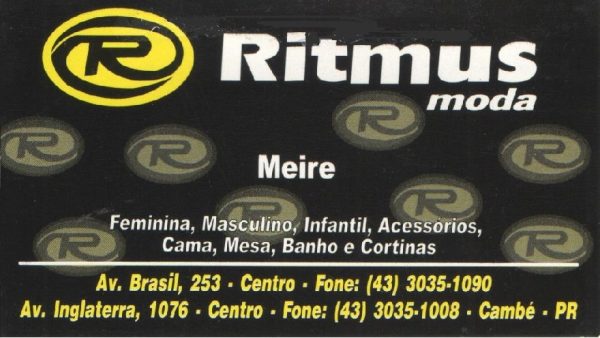 R Ritmus
moda
Meire
Feminina, Masculino, Infantil, Acessórios,
Cama, Mesa, Banho e Cortinas
Av. Brasil, 253 - Centro - Fone: (43) 3035-1090
Av. Inglaterra, 1076 - Centro - Fone: (43) 3035-1008 - Cambé - PR